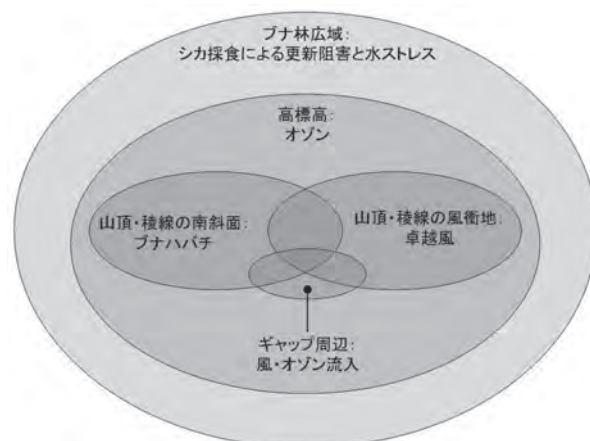 ブナ林広域:
シカ採食による更新阻害と水ストレス
高標高:
オゾン
山頂・稜線の南斜面:
ブナハバチ
山頂・稜線の風衝地:
卓越風
ギャップ周辺:
風・オゾン流入